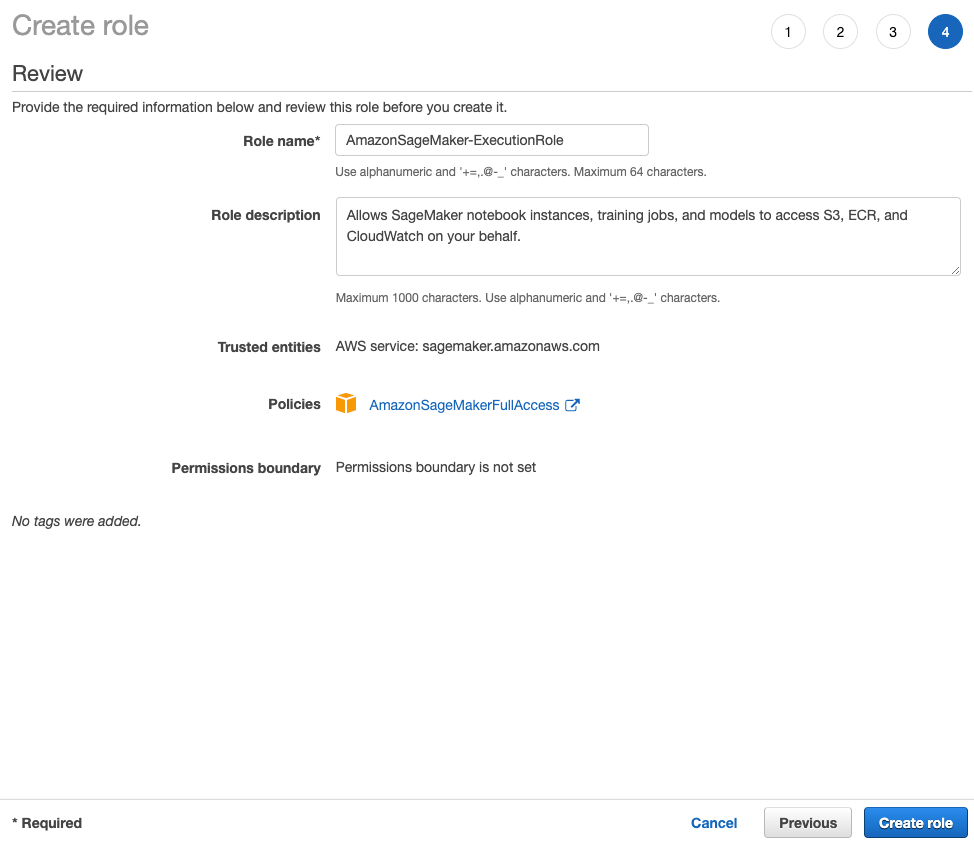 Create role
1 2 3 4
Review
Provide the required information below and review this role before you create it.
Role name* AmazonSageMaker-ExecutionRole
Use alphanumeric and '+=,.@-_' characters. Maximum 64 characters.
Role description Allows SageMaker notebook instances, training jobs, and models to access S3, ECR, and
CloudWatch on your behalf.
Maximum 1000 characters. Use alphanumeric and '+=,.@-_' characters.
Trusted entities AWS service: sagemaker.amazonaws.com
Policies AmazonSageMakerFullAccess
Permissions boundary Permissions boundary is not set
No tags were added.
* Required Cancel Previous Create role